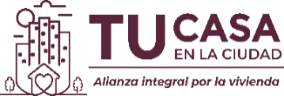 TU CASA
EN LA CIUDAD
Alianza integral por la vivienda